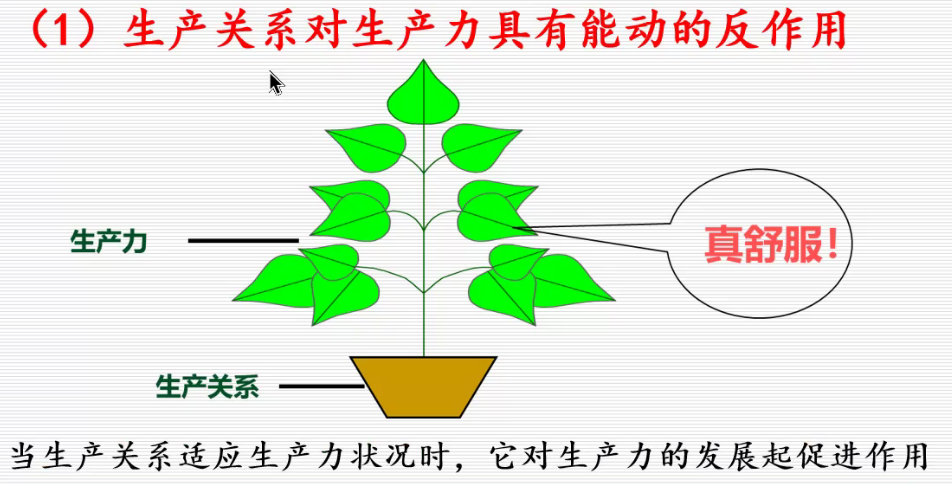 （1）生产关系对生产力具有能动的反作用
生产力
真舒服！
生产关系
当生产关系适应生产力状况时，它对生产力的发展起促进作用